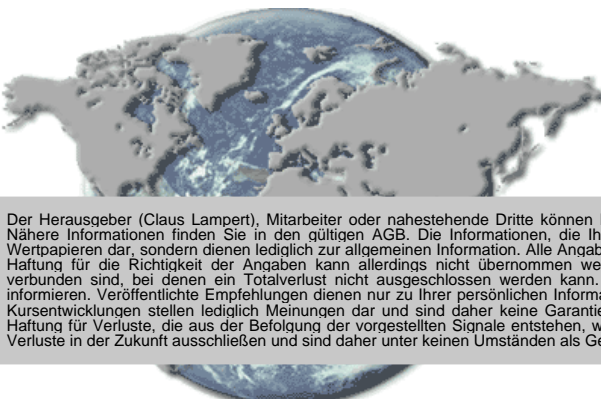 Der Herausgeber (Claus Lampert), Mitarbeiter oder nahestehende Dritte können
Nähere Informationen finden Sie in den gültigen AGB. Die Informationen, die Ih
Wertpapieren dar, sondern dienen lediglich zur allgemeinen Information. Alle Angab
Haftung für die Richtigkeit der Angaben kann allerdings nicht übernommen we
verbunden sind, bei denen ein Totalverlust nicht ausgeschlossen werden kann.
informieren. Veröffentlichte Empfehlungen dienen nur zu Ihrer persönlichen Informa
Kursentwicklungen stellen lediglich Meinungen dar und sind daher keine Garantie
Haftung für Verluste, die aus der Befolgung der vorgestellten Signale entstehen, w
Verluste in der Zukunft ausschließen und sind daher unter keinen Umständen als Ge